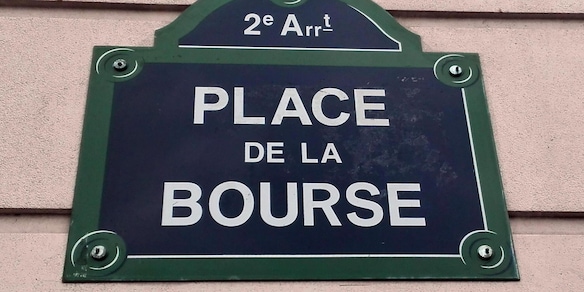 2e Arrt
PLACE
DE LA
BOURSE